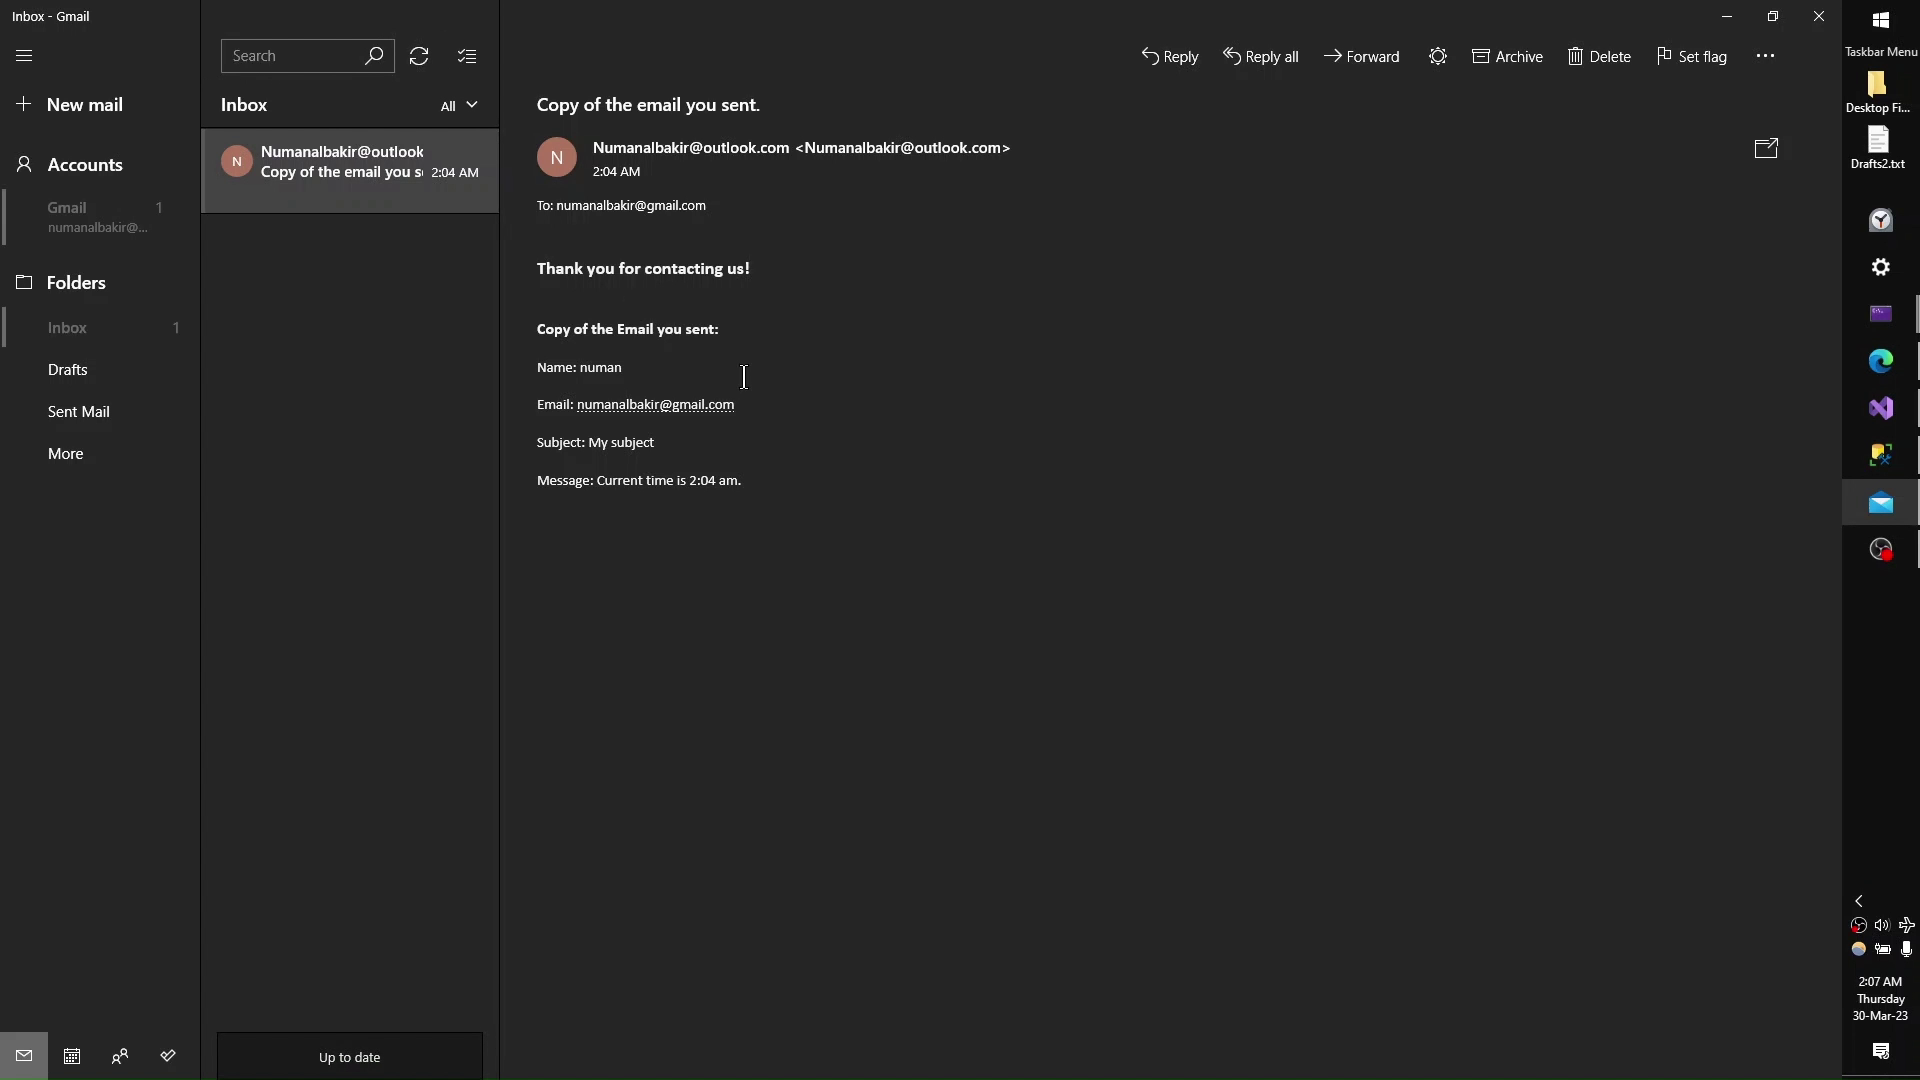 Inbox - Gmail
New mail
Accounts
Gmail 1
numanalbakir@...
Folders
Inbox 1
Drafts
Sent Mail
More
Search
Inbox
All
N
Numanalbakir@outlook
Copy of the email you s 2:04 AM
Up to date
Reply
Reply all
Forward
Archive
Delete
Set flag
Copy of the email you sent.
N
Numanalbakir@outlook.com <Numanalbakir@outlook.com>
2:04 AM
To: numanalbakir@gmail.com
Thank you for contacting us!
Copy of the Email you sent:
Name: numan
Email: numanalbakir@gmail.com
Subject: My subject
Message: Current time is 2:04 am.
Taskbar Menu
Desktop Fi...
Drafts2.txt
2:07 AM
Thursday
30-Mar-23